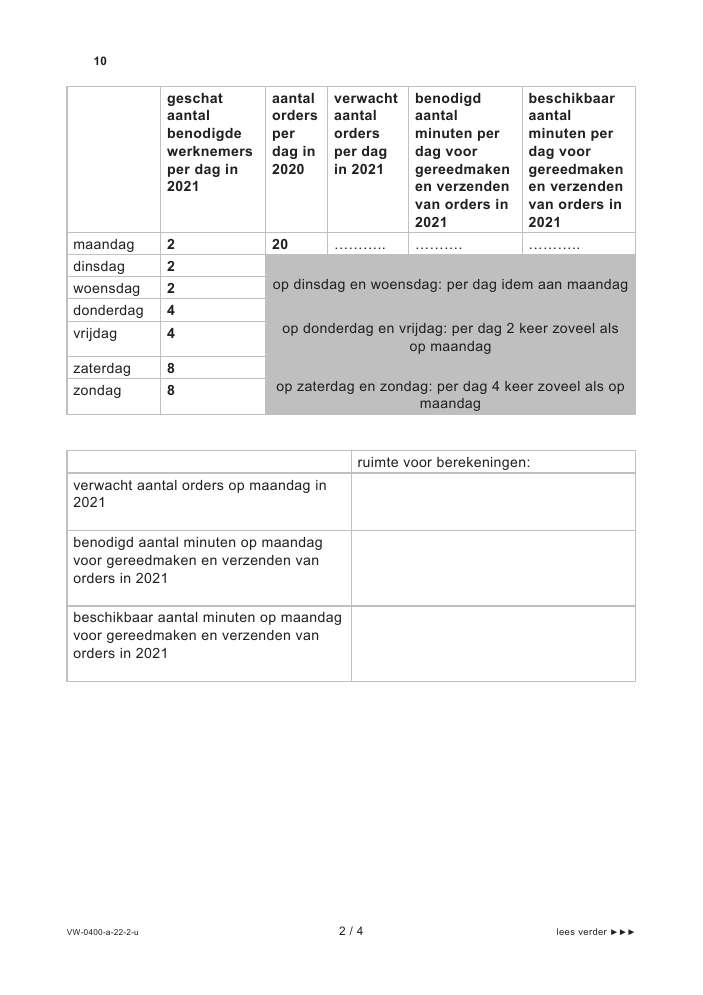 10
geschat aantal benodigde werknemers per dag in 2021
aantal orders per dag in 2020
verwacht aantal orders per dag in 2021
benodigd aantal minuten per dag voor gereedmaken en verzenden van orders in 2021
beschikbaar aantal minuten per dag voor gereedmaken en verzenden van orders in 2021
maandag 2 20 ……….. ………. ………..
dinsdag 2
woensdag 2
op dinsdag en woensdag: per dag idem aan maandag
donderdag 4
vrijdag 4
op donderdag en vrijdag: per dag 2 keer zoveel als
op maandag
zaterdag 8
zondag 8
op zaterdag en zondag: per dag 4 keer zoveel als op
maandag
ruimte voor berekeningen:
verwacht aantal orders op maandag in
2021
benodigd aantal minuten op maandag
voor gereedmaken en verzenden van
orders in 2021
beschikbaar aantal minuten op maandag
voor gereedmaken en verzenden van
orders in 2021
VW-0400-a-22-2-u 2 / 4 lees verder ►►►